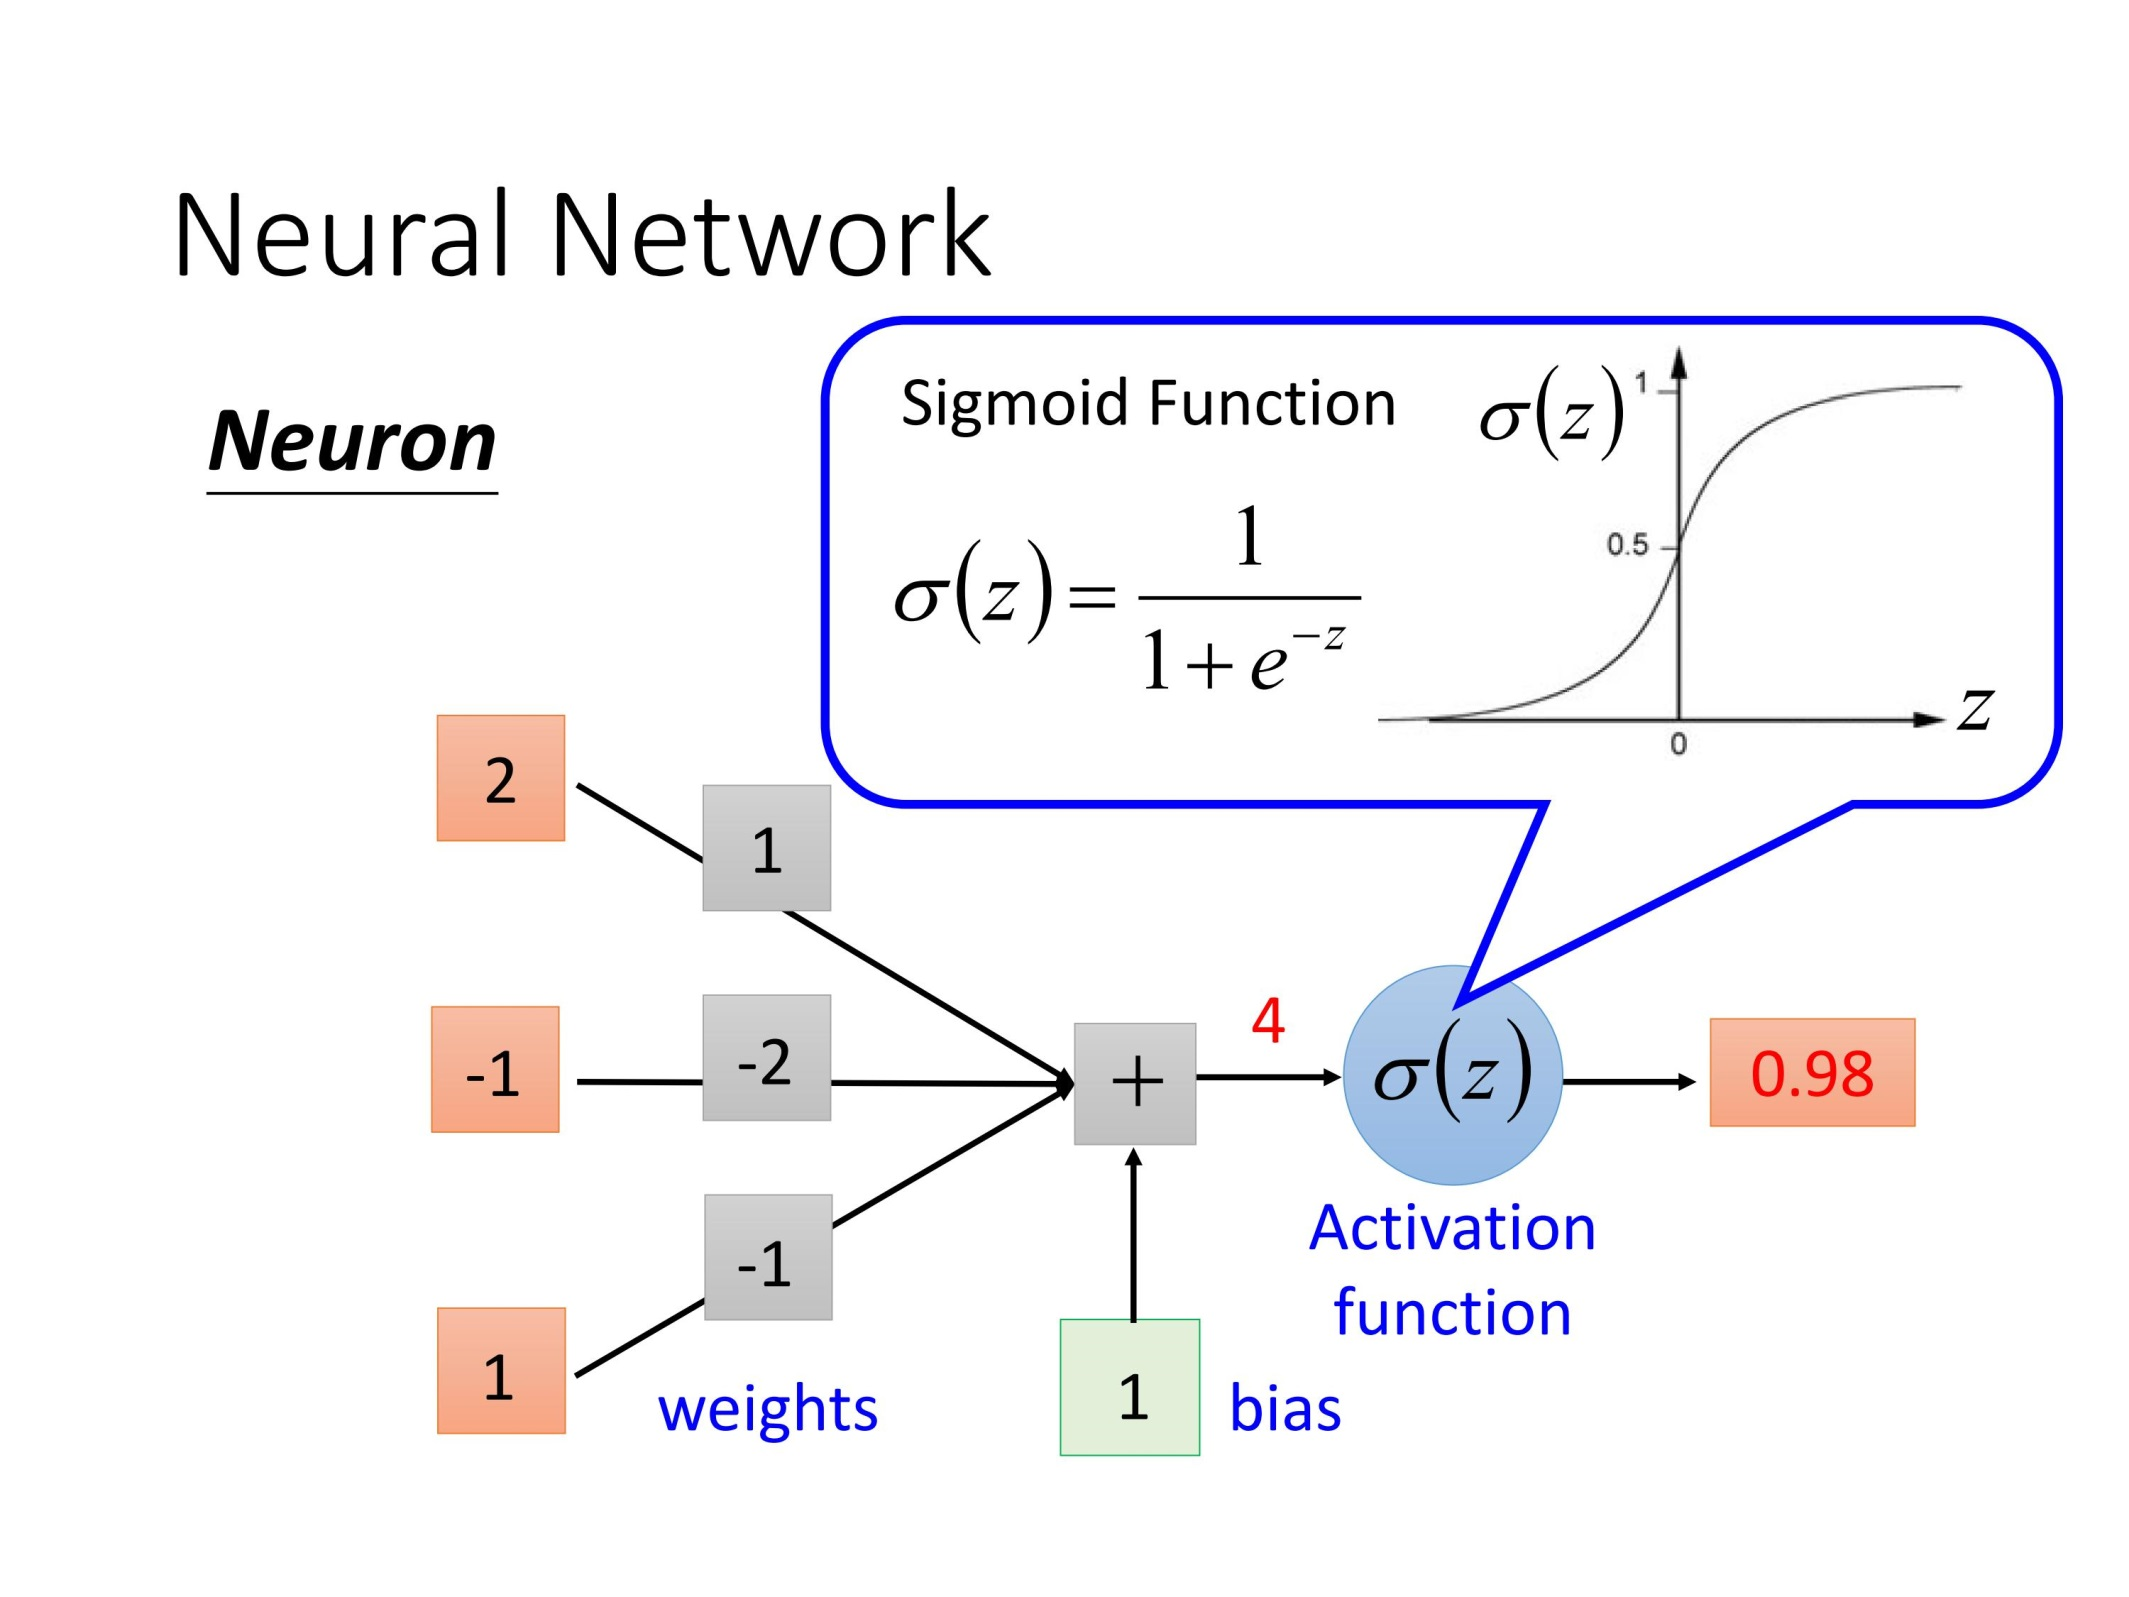 Neural Network
Neuron
Sigmoid Function
σ(z) = 1 / (1 + e^−z)
σ(z)
1
0.5
0
z
2
1
-1
-2
1
-1
+
4
σ(z)
0.98
1
weights
bias
Activation
function